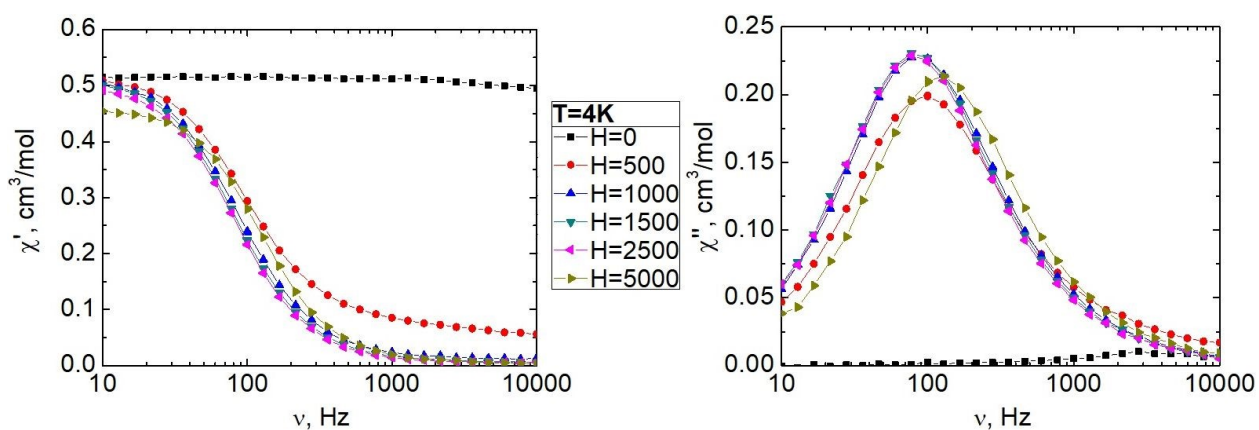 0.6
0.5
0.4
0.3
0.2
0.1
0.0
χ', cm³/mol
10
100
1000
10000
ν, Hz
T=4K
H=0
H=500
H=1000
H=1500
H=2500
H=5000
0.25
0.20
0.15
0.10
0.05
0.00
χ'', cm³/mol
10
100
1000
10000
ν, Hz